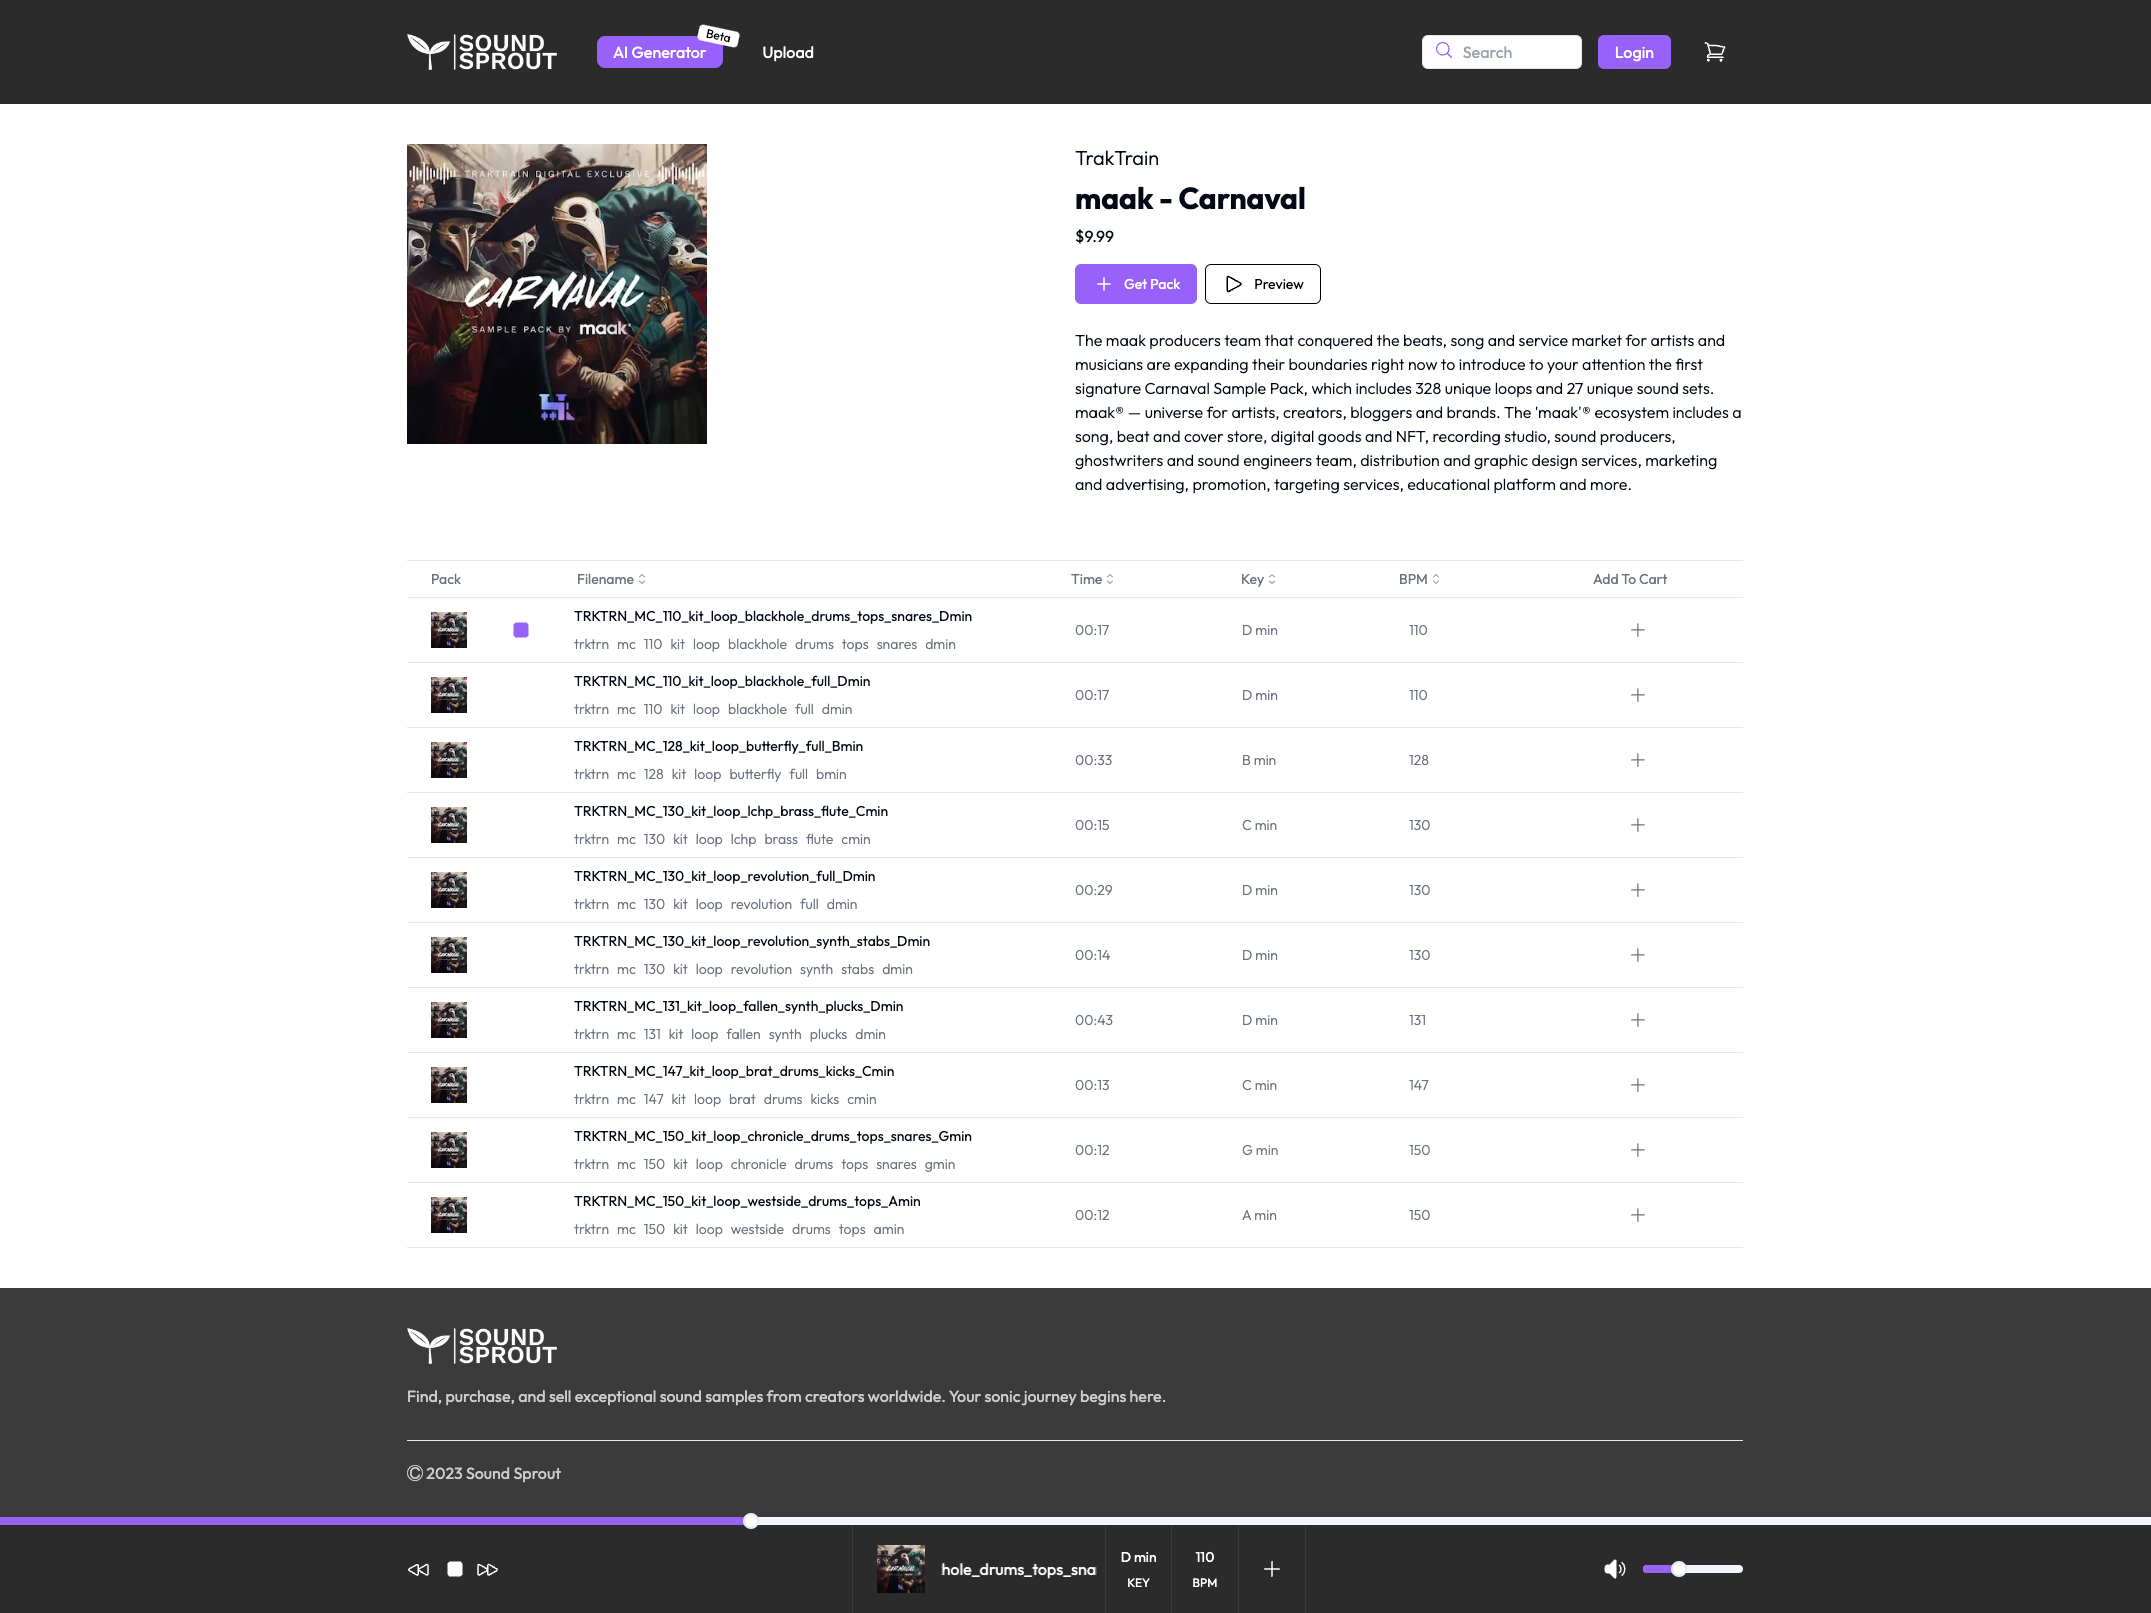 SOUND
SPROUT
AI Generator
Beta
Upload
Search
Login
TRAKTRAIN DIGITAL EXCLUSIVE
CARNAVAL
SAMPLE PACK BY maak
TrakTrain
maak - Carnaval
$9.99
Get Pack
Preview
The maak producers team that conquered the beats, song and service market for artists and
musicians are expanding their boundaries right now to introduce to your attention the first
signature Carnaval Sample Pack, which includes 328 unique loops and 27 unique sound sets.
maak® — universe for artists, creators, bloggers and brands. The 'maak'® ecosystem includes a
song, beat and cover store, digital goods and NFT, recording studio, sound producers,
ghostwriters and sound engineers team, distribution and graphic design services, marketing
and advertising, promotion, targeting services, educational platform and more.
Pack Filename Time Key BPM Add To Cart
TRKTRN_MC_110_kit_loop_blackhole_drums_tops_snares_Dmin
trktrn mc 110 kit loop blackhole drums tops snares dmin
00:17 D min 110
TRKTRN_MC_110_kit_loop_blackhole_full_Dmin
trktrn mc 110 kit loop blackhole full dmin
00:17 D min 110
TRKTRN_MC_128_kit_loop_butterfly_full_Bmin
trktrn mc 128 kit loop butterfly full bmin
00:33 B min 128
TRKTRN_MC_130_kit_loop_lchp_brass_flute_Cmin
trktrn mc 130 kit loop lchp brass flute cmin
00:15 C min 130
TRKTRN_MC_130_kit_loop_revolution_full_Dmin
trktrn mc 130 kit loop revolution full dmin
00:29 D min 130
TRKTRN_MC_130_kit_loop_revolution_synth_stabs_Dmin
trktrn mc 130 kit loop revolution synth stabs dmin
00:14 D min 130
TRKTRN_MC_131_kit_loop_fallen_synth_plucks_Dmin
trktrn mc 131 kit loop fallen synth plucks dmin
00:43 D min 131
TRKTRN_MC_147_kit_loop_brat_drums_kicks_Cmin
trktrn mc 147 kit loop brat drums kicks cmin
00:13 C min 147
TRKTRN_MC_150_kit_loop_chronicle_drums_tops_snares_Gmin
trktrn mc 150 kit loop chronicle drums tops snares gmin
00:12 G min 150
TRKTRN_MC_150_kit_loop_westside_drums_tops_Amin
trktrn mc 150 kit loop westside drums tops amin
00:12 A min 150
SOUND
SPROUT
Find, purchase, and sell exceptional sound samples from creators worldwide. Your sonic journey begins here.
© 2023 Sound Sprout
hole_drums_tops_sna
D min
KEY
110
BPM